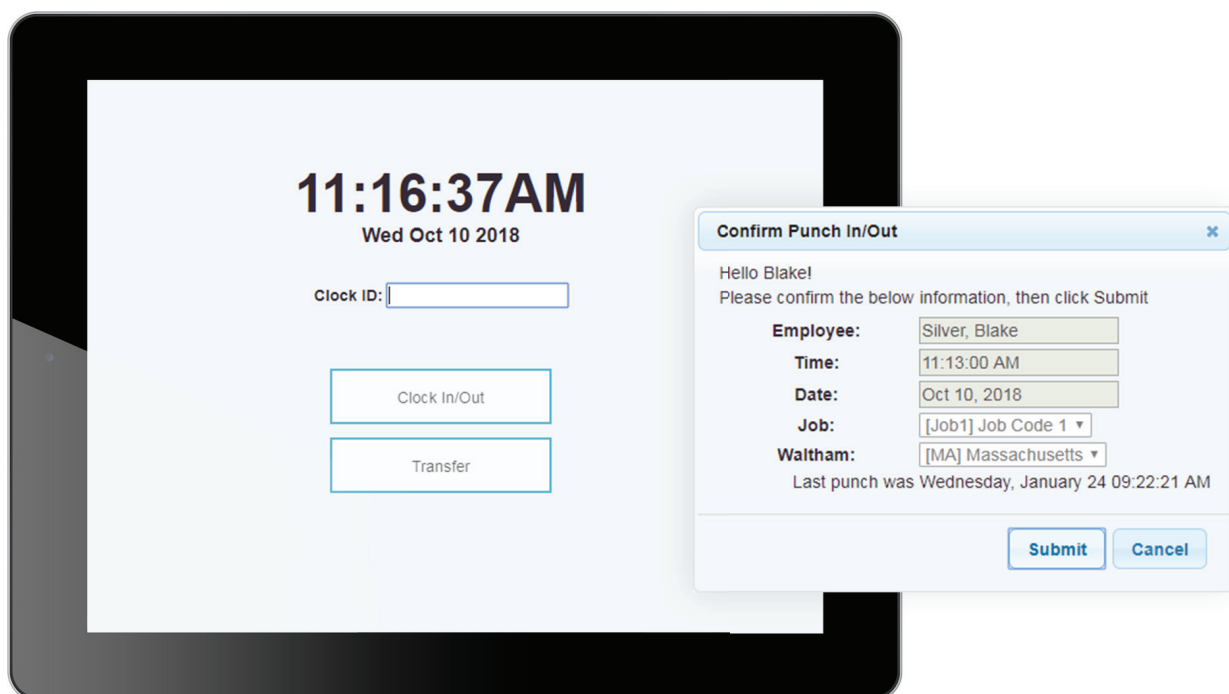 11:16:37AM
Wed Oct 10 2018
Clock ID:
Clock In/Out
Transfer
Confirm Punch In/Out
Hello Blake!
Please confirm the below information, then click Submit
Employee: Silver, Blake
Time: 11:13:00 AM
Date: Oct 10, 2018
Job: [Job1] Job Code 1
Waltham: [MA] Massachusetts
Last punch was Wednesday, January 24 09:22:21 AM
Submit Cancel